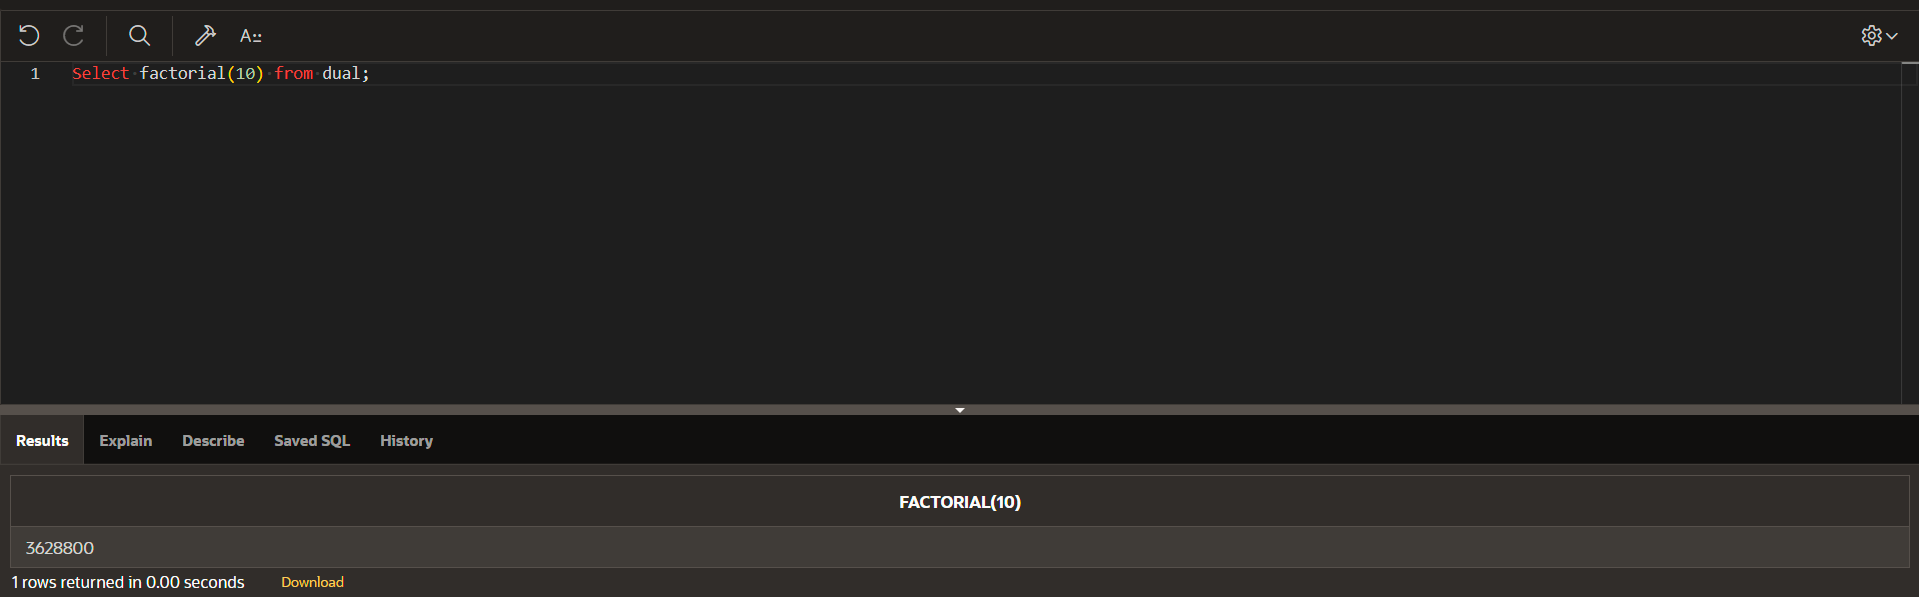 A::
1 Select factorial(10) from dual;
Results Explain Describe Saved SQL History
FACTORIAL(10)
3628800
1 rows returned in 0.00 seconds Download